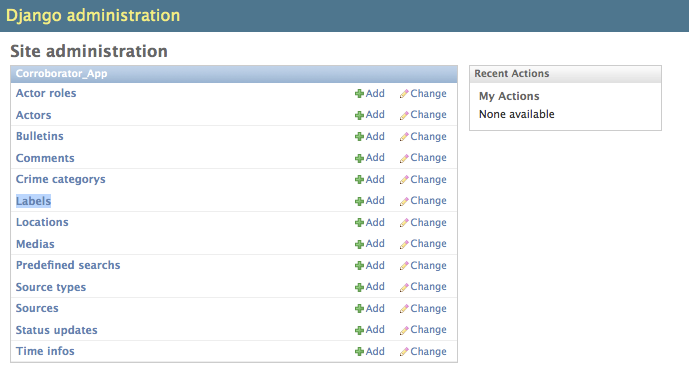 Django administration
Site administration
Corroborator_App
Actor roles Add Change
Actors Add Change
Bulletins Add Change
Comments Add Change
Crime categorys Add Change
Labels Add Change
Locations Add Change
Medias Add Change
Predefined searchs Add Change
Source types Add Change
Sources Add Change
Status updates Add Change
Time infos Add Change
Recent Actions
My Actions
None available